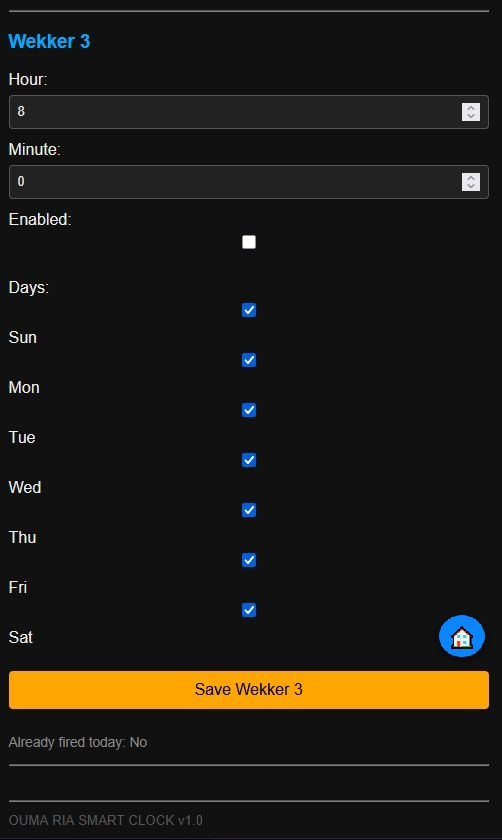 Wekker 3
Hour:
8
Minute:
0
Enabled:
Days:
Sun
Mon
Tue
Wed
Thu
Fri
Sat
Save Wekker 3
Already fired today: No
OUMA RIA SMART CLOCK v1.0